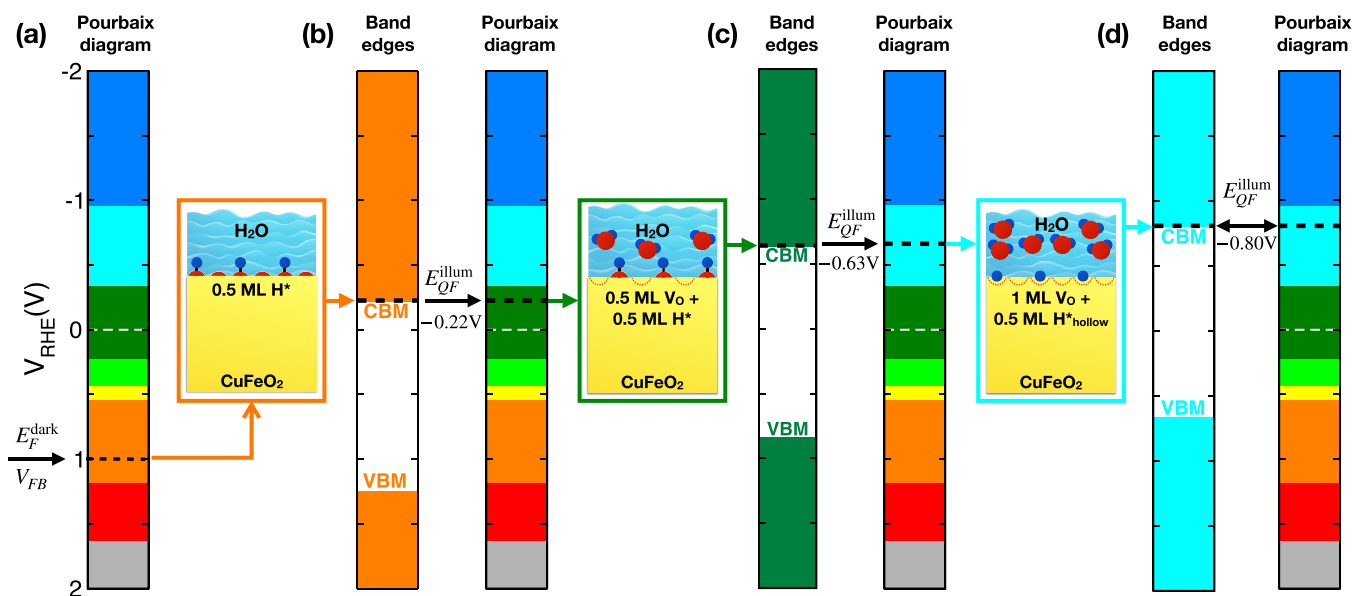 (a)
Pourbaix
diagram
(b)
Band
edges
Pourbaix
diagram
(c)
Band
edges
Pourbaix
diagram
(d)
Band
edges
Pourbaix
diagram
V_RHE(V)
-2
-1
0
1
2
E_F^dark
V_FB
H₂O
0.5 ML H*
CuFeO₂
CBM
VBM
E_QF^illum
−0.22V
H₂O
0.5 ML V_O +
0.5 ML H*
CuFeO₂
CBM
VBM
E_QF^illum
−0.63V
H₂O
1 ML V_O +
0.5 ML H*_hollow
CuFeO₂
CBM
VBM
E_QF^illum
−0.80V